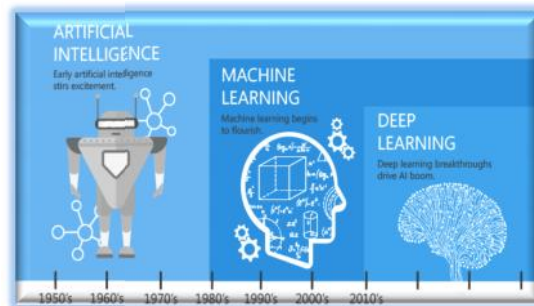 ARTIFICIAL
INTELLIGENCE
Early artificial intelligence
stirs excitement.
MACHINE
LEARNING
Machine learning begins
to flourish.
DEEP
LEARNING
Deep learning breakthroughs
drive AI boom.
1950's 1960's 1970's 1980's 1990's 2000's 2010's